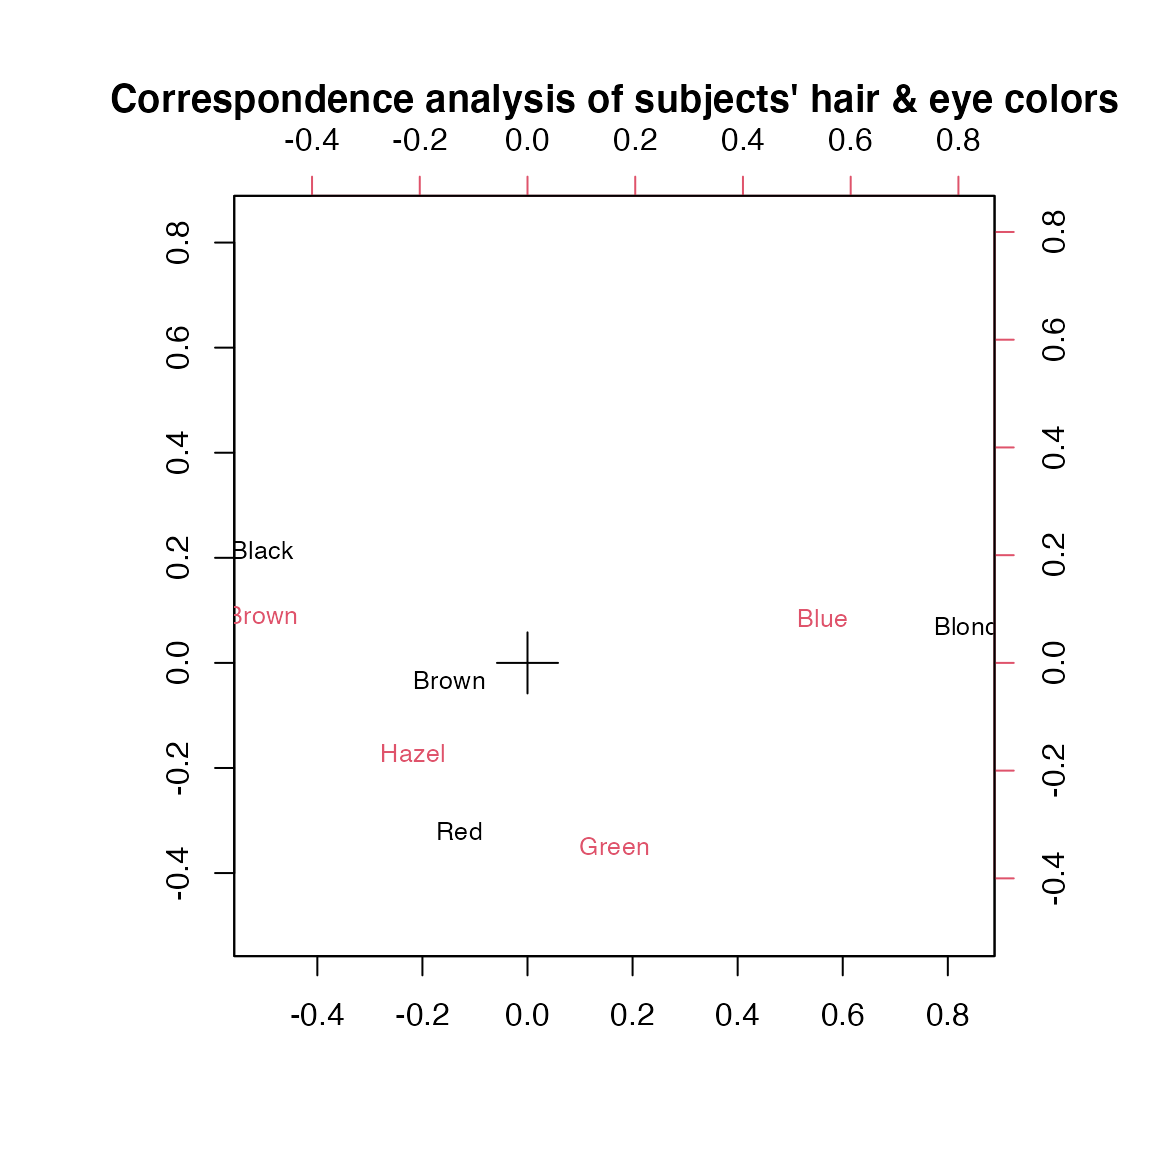 Correspondence analysis of subjects' hair & eye colors
-0.4 -0.2 0.0 0.2 0.4 0.6 0.8
0.8 0.8
0.6 0.6
0.4 0.4
0.2 Black 0.2
Brown Blue Blond
0.0 0.0
Brown
-0.2 Hazel -0.2
Red
Green
-0.4 -0.4
-0.4 -0.2 0.0 0.2 0.4 0.6 0.8